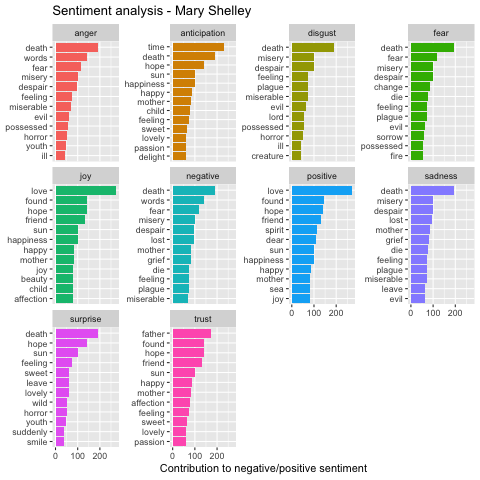 Sentiment analysis - Mary Shelley
anger
death
words
fear
misery
despair
feeling
miserable
evil
possessed
horror
youth
ill
anticipation
time
death
hope
sun
happiness
happy
mother
child
feeling
sweet
lovely
passion
delight
disgust
death
misery
despair
feeling
plague
miserable
evil
lord
possessed
horror
ill
creature
fear
death
fear
misery
despair
change
die
feeling
plague
evil
sorrow
possessed
fire
joy
love
found
hope
friend
sun
happiness
happy
mother
joy
beauty
child
affection
negative
death
words
fear
misery
despair
lost
mother
grief
die
feeling
plague
miserable
positive
love
found
hope
friend
spirit
dear
sun
happiness
happy
mother
sea
joy
0 100 200
sadness
death
misery
despair
lost
mother
grief
die
feeling
plague
miserable
leave
evil
0 100 200
surprise
death
hope
sun
feeling
sweet
leave
lovely
wild
horror
youth
suddenly
smile
0 100 200
trust
father
found
hope
friend
sun
happy
mother
affection
feeling
sweet
lovely
passion
0 100 200
Contribution to negative/positive sentiment